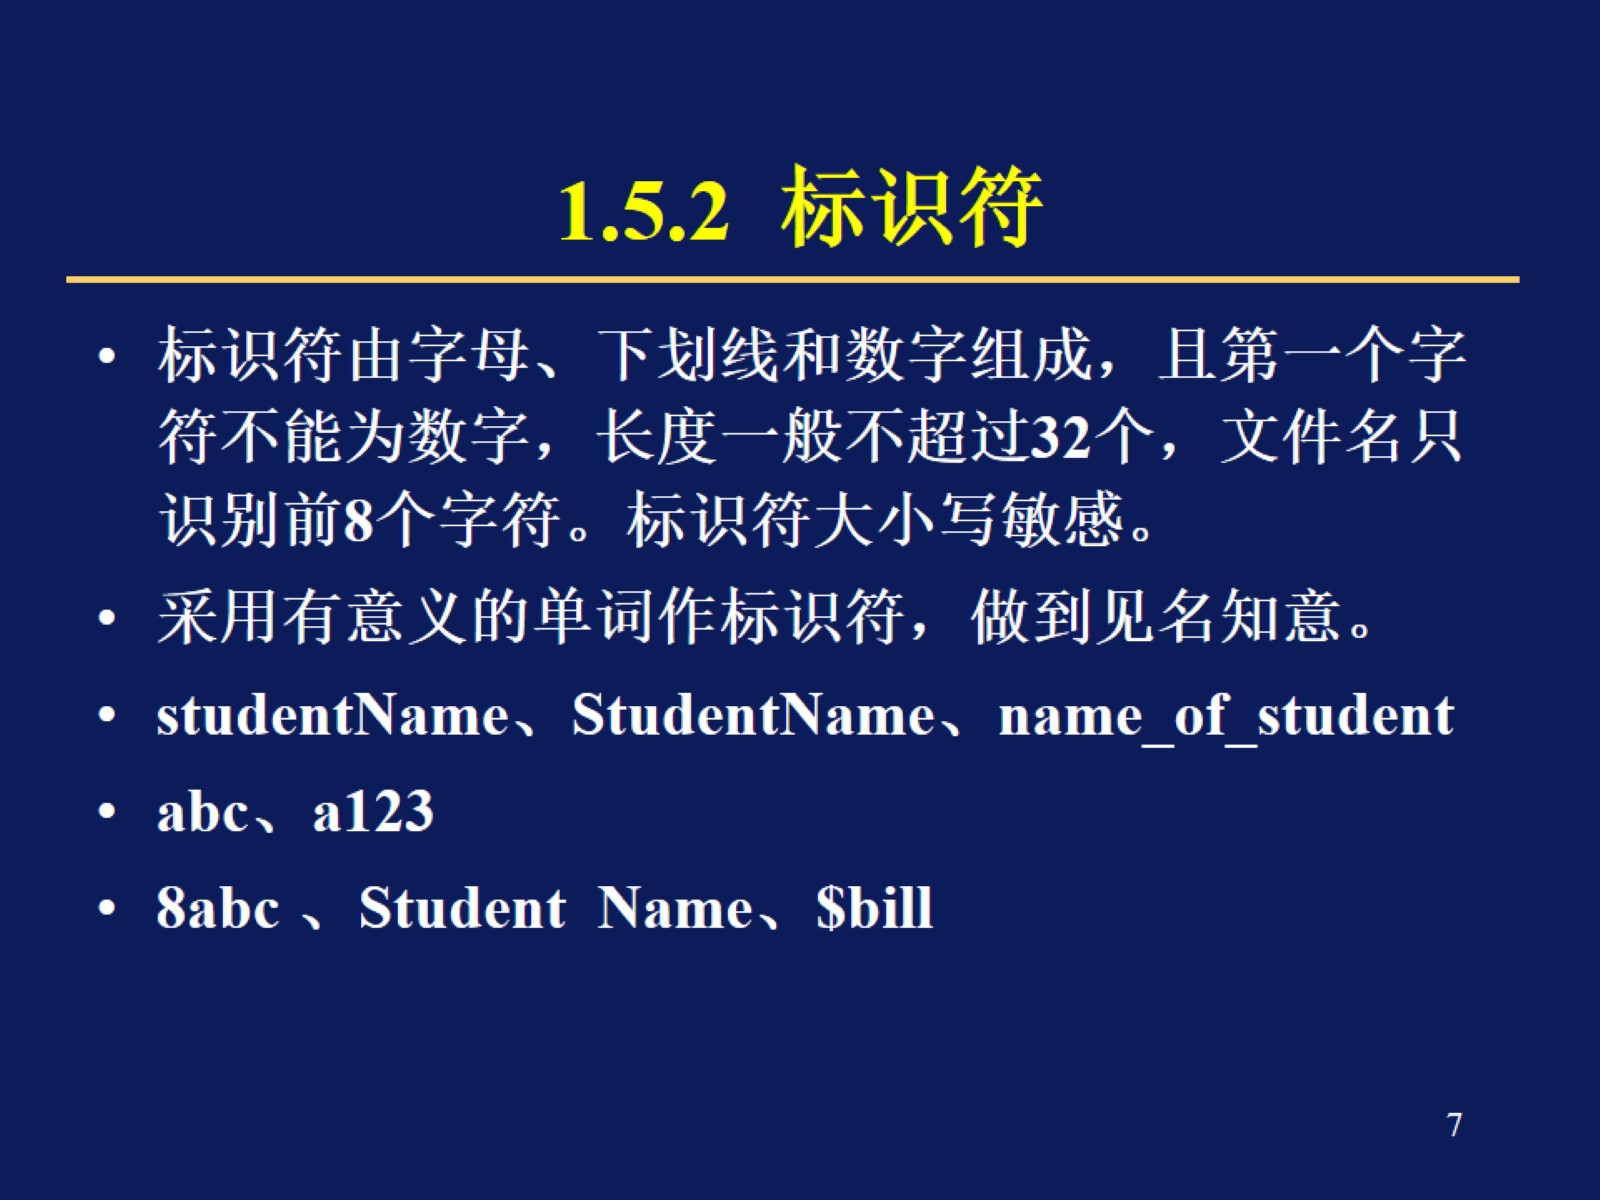 1.5.2 标识符
• 标识符由字母、下划线和数字组成，且第一个字
符不能为数字，长度一般不超过32个，文件名只
识别前8个字符。标识符大小写敏感。
• 采用有意义的单词作标识符，做到见名知意。
• studentName、StudentName、name_of_student
• abc、a123
• 8abc 、Student Name、$bill
7